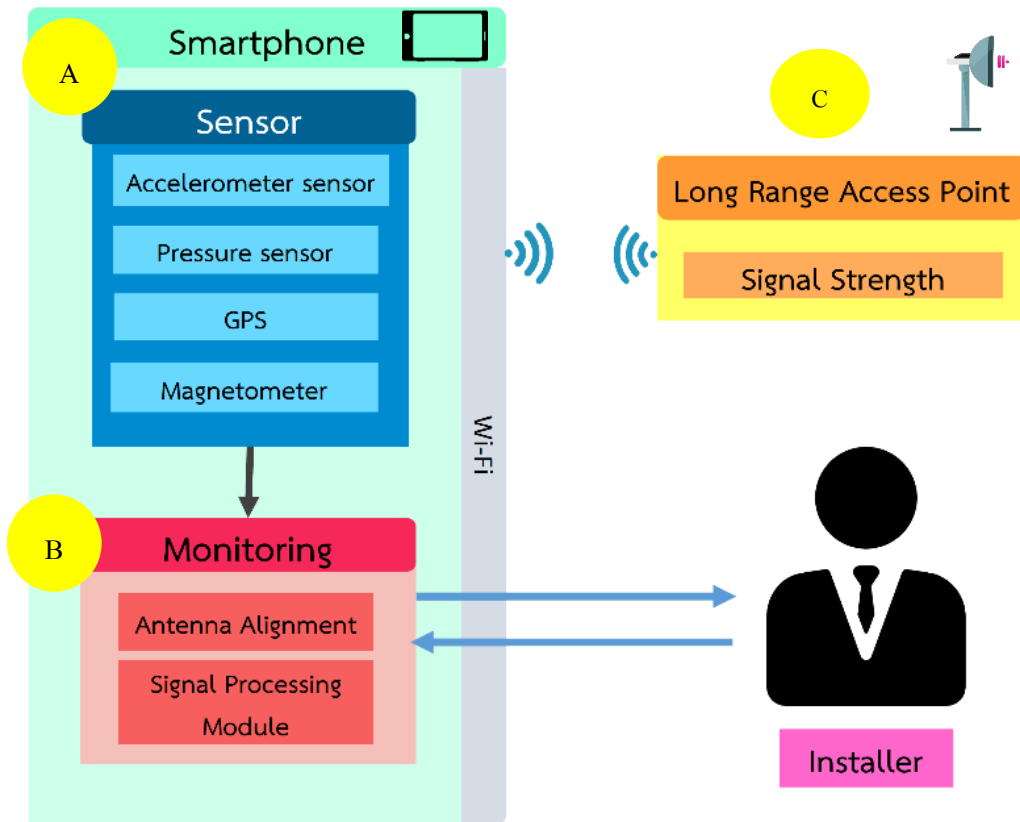 A
Smartphone
Sensor
Accelerometer sensor
Pressure sensor
GPS
Magnetometer
Wi-Fi
B
Monitoring
Antenna Alignment
Signal Processing
Module
C
Long Range Access Point
Signal Strength
Installer